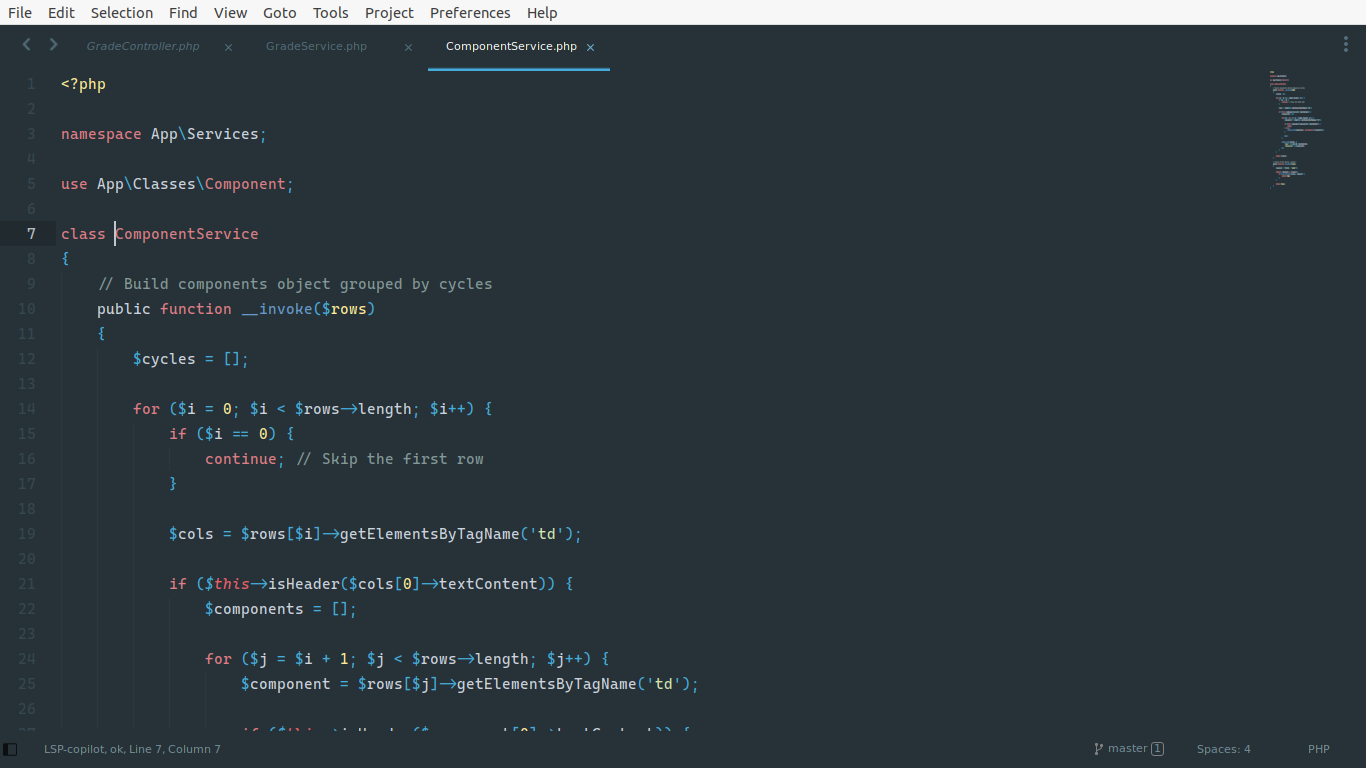 File Edit Selection Find View Goto Tools Project Preferences Help
GradeController.php × GradeService.php × ComponentService.php ×
1 <?php
2
3 namespace App\Services;
4
5 use App\Classes\Component;
6
7 class ComponentService
8 {
9 // Build components object grouped by cycles
10 public function __invoke($rows)
11 {
12 $cycles = [];
13
14 for ($i = 0; $i < $rows->length; $i++) {
15 if ($i == 0) {
16 continue; // Skip the first row
17 }
18
19 $cols = $rows[$i]->getElementsByTagName('td');
20
21 if ($this->isHeader($cols[0]->textContent)) {
22 $components = [];
23
24 for ($j = $i + 1; $j < $rows->length; $j++) {
25 $component = $rows[$j]->getElementsByTagName('td');
26
LSP-copilot, ok, Line 7, Column 7 master 1 Spaces: 4 PHP